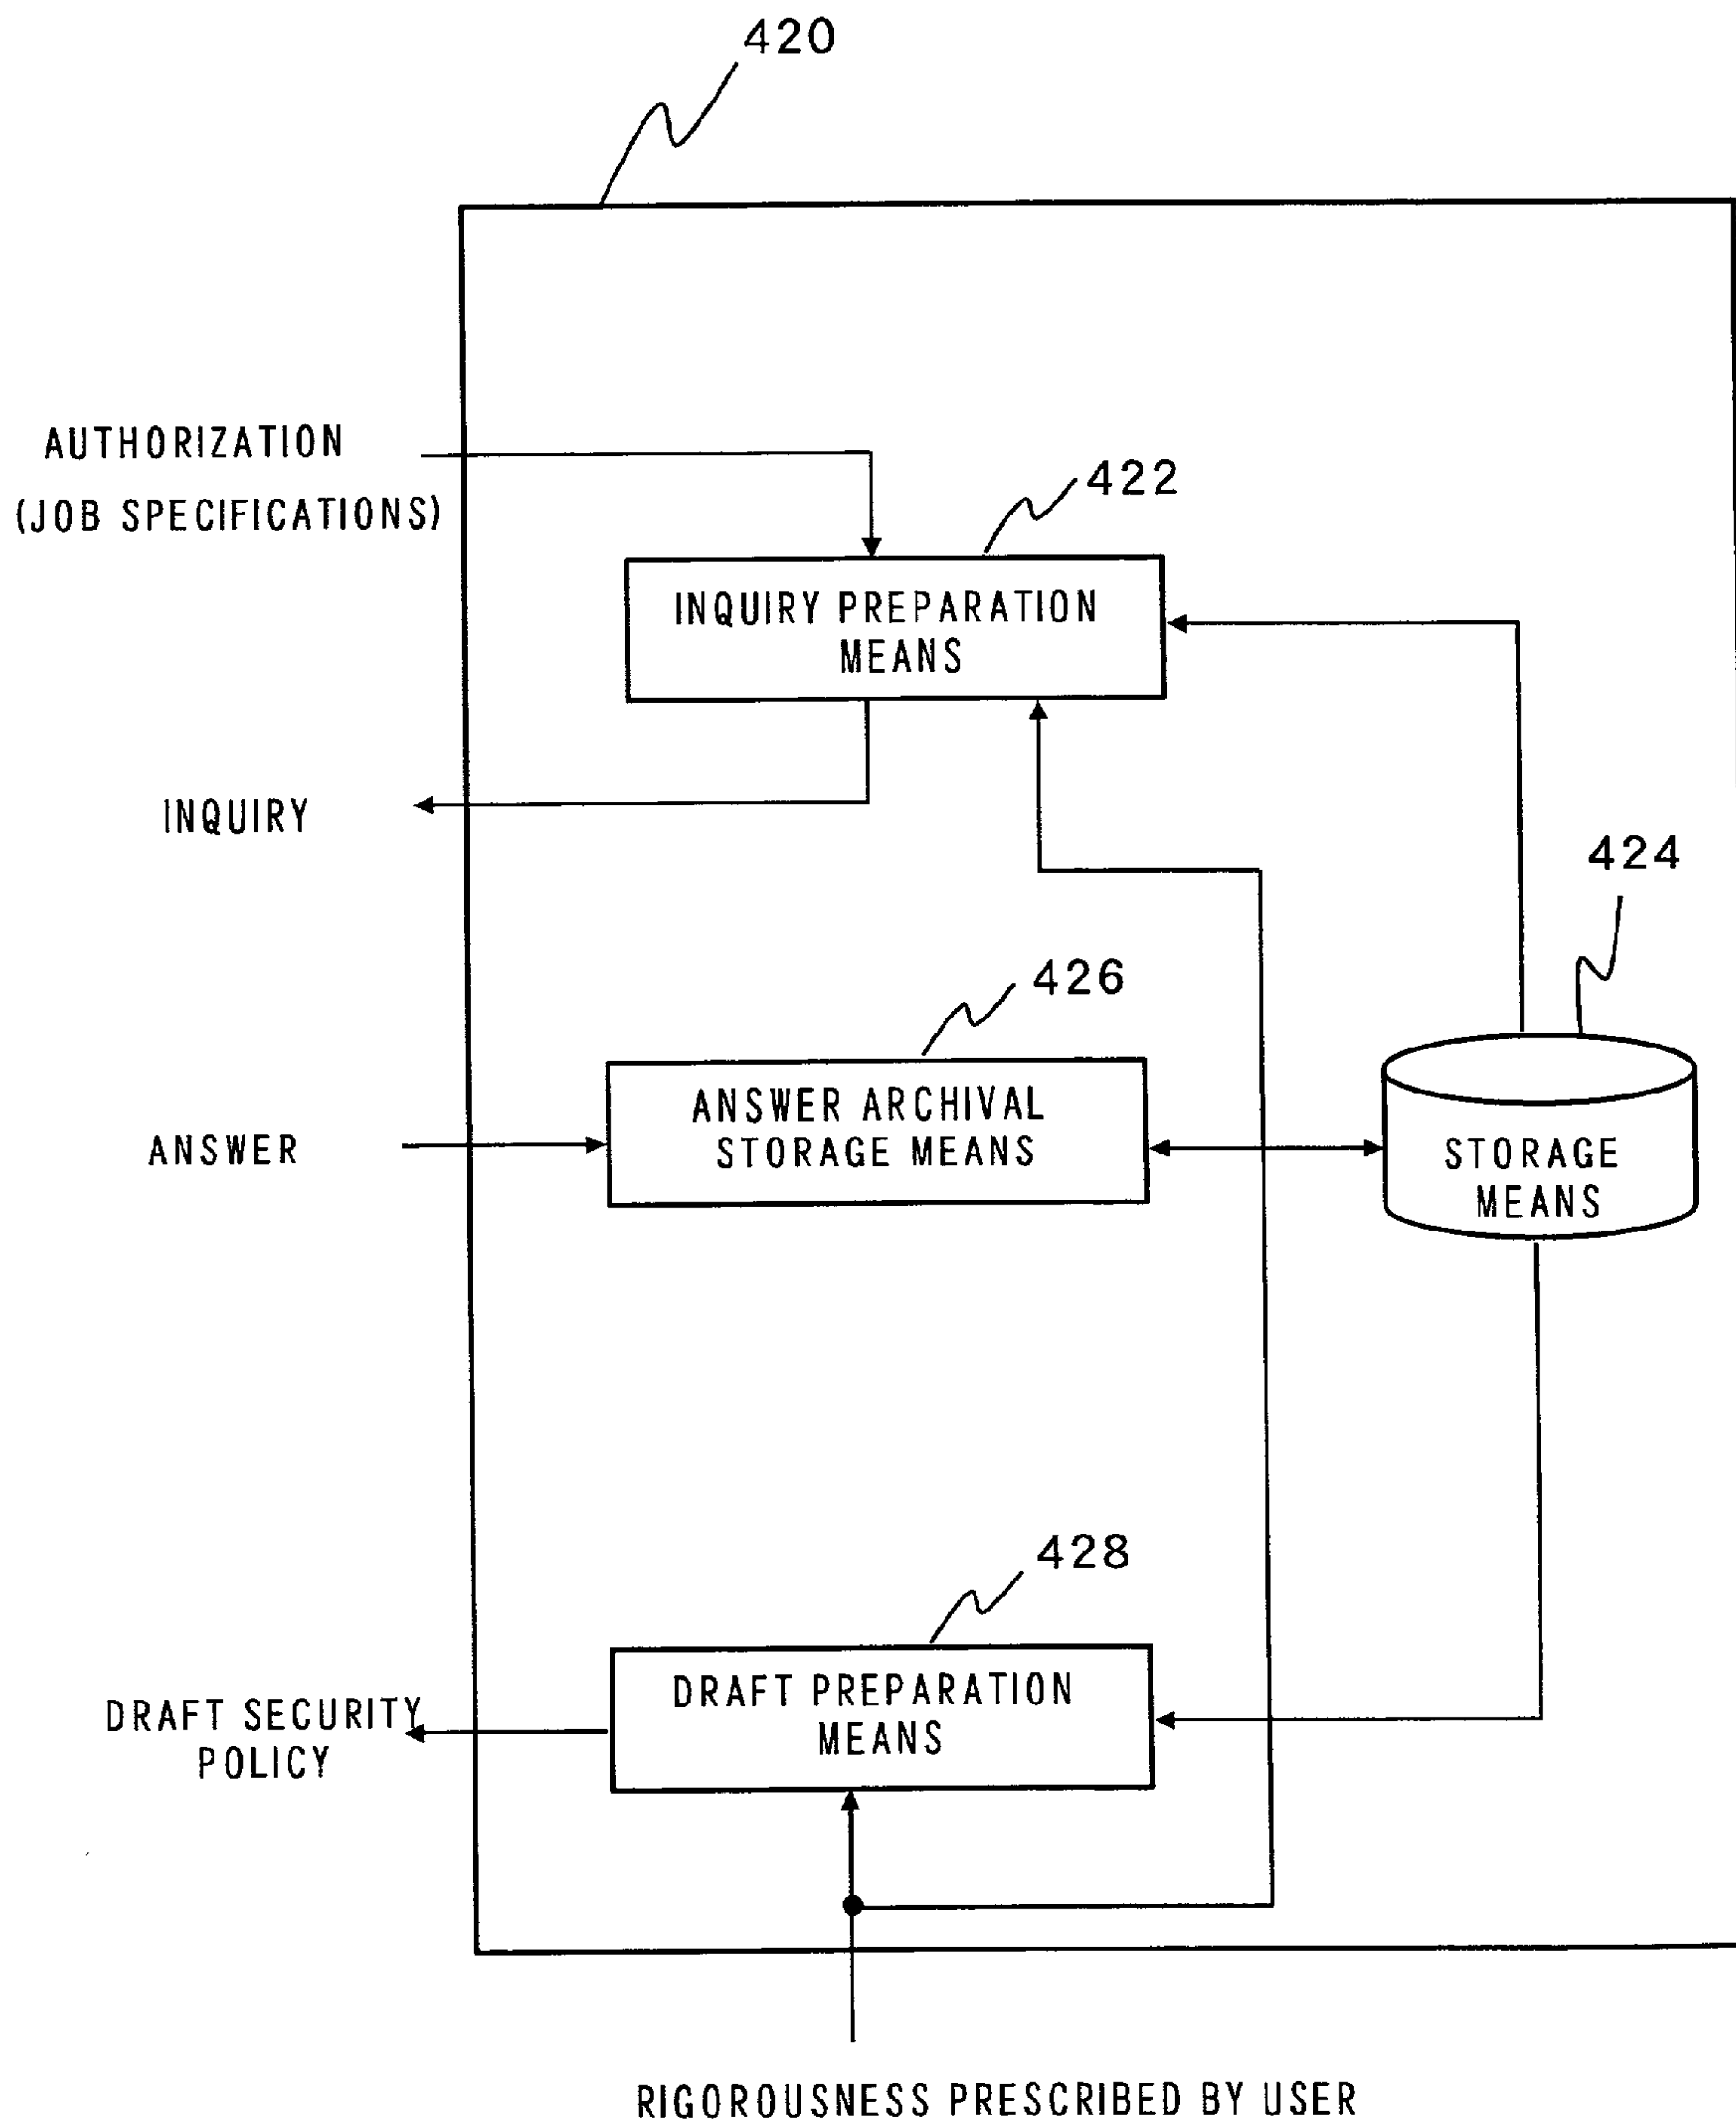 420
AUTHORIZATION
(JOB SPECIFICATIONS)
422
INQUIRY PREPARATION
MEANS
INQUIRY
424
426
ANSWER ARCHIVAL
STORAGE MEANS
ANSWER
STORAGE
MEANS
428
DRAFT PREPARATION
MEANS
DRAFT SECURITY
POLICY
RIGOROUSNESS PRESCRIBED BY USER